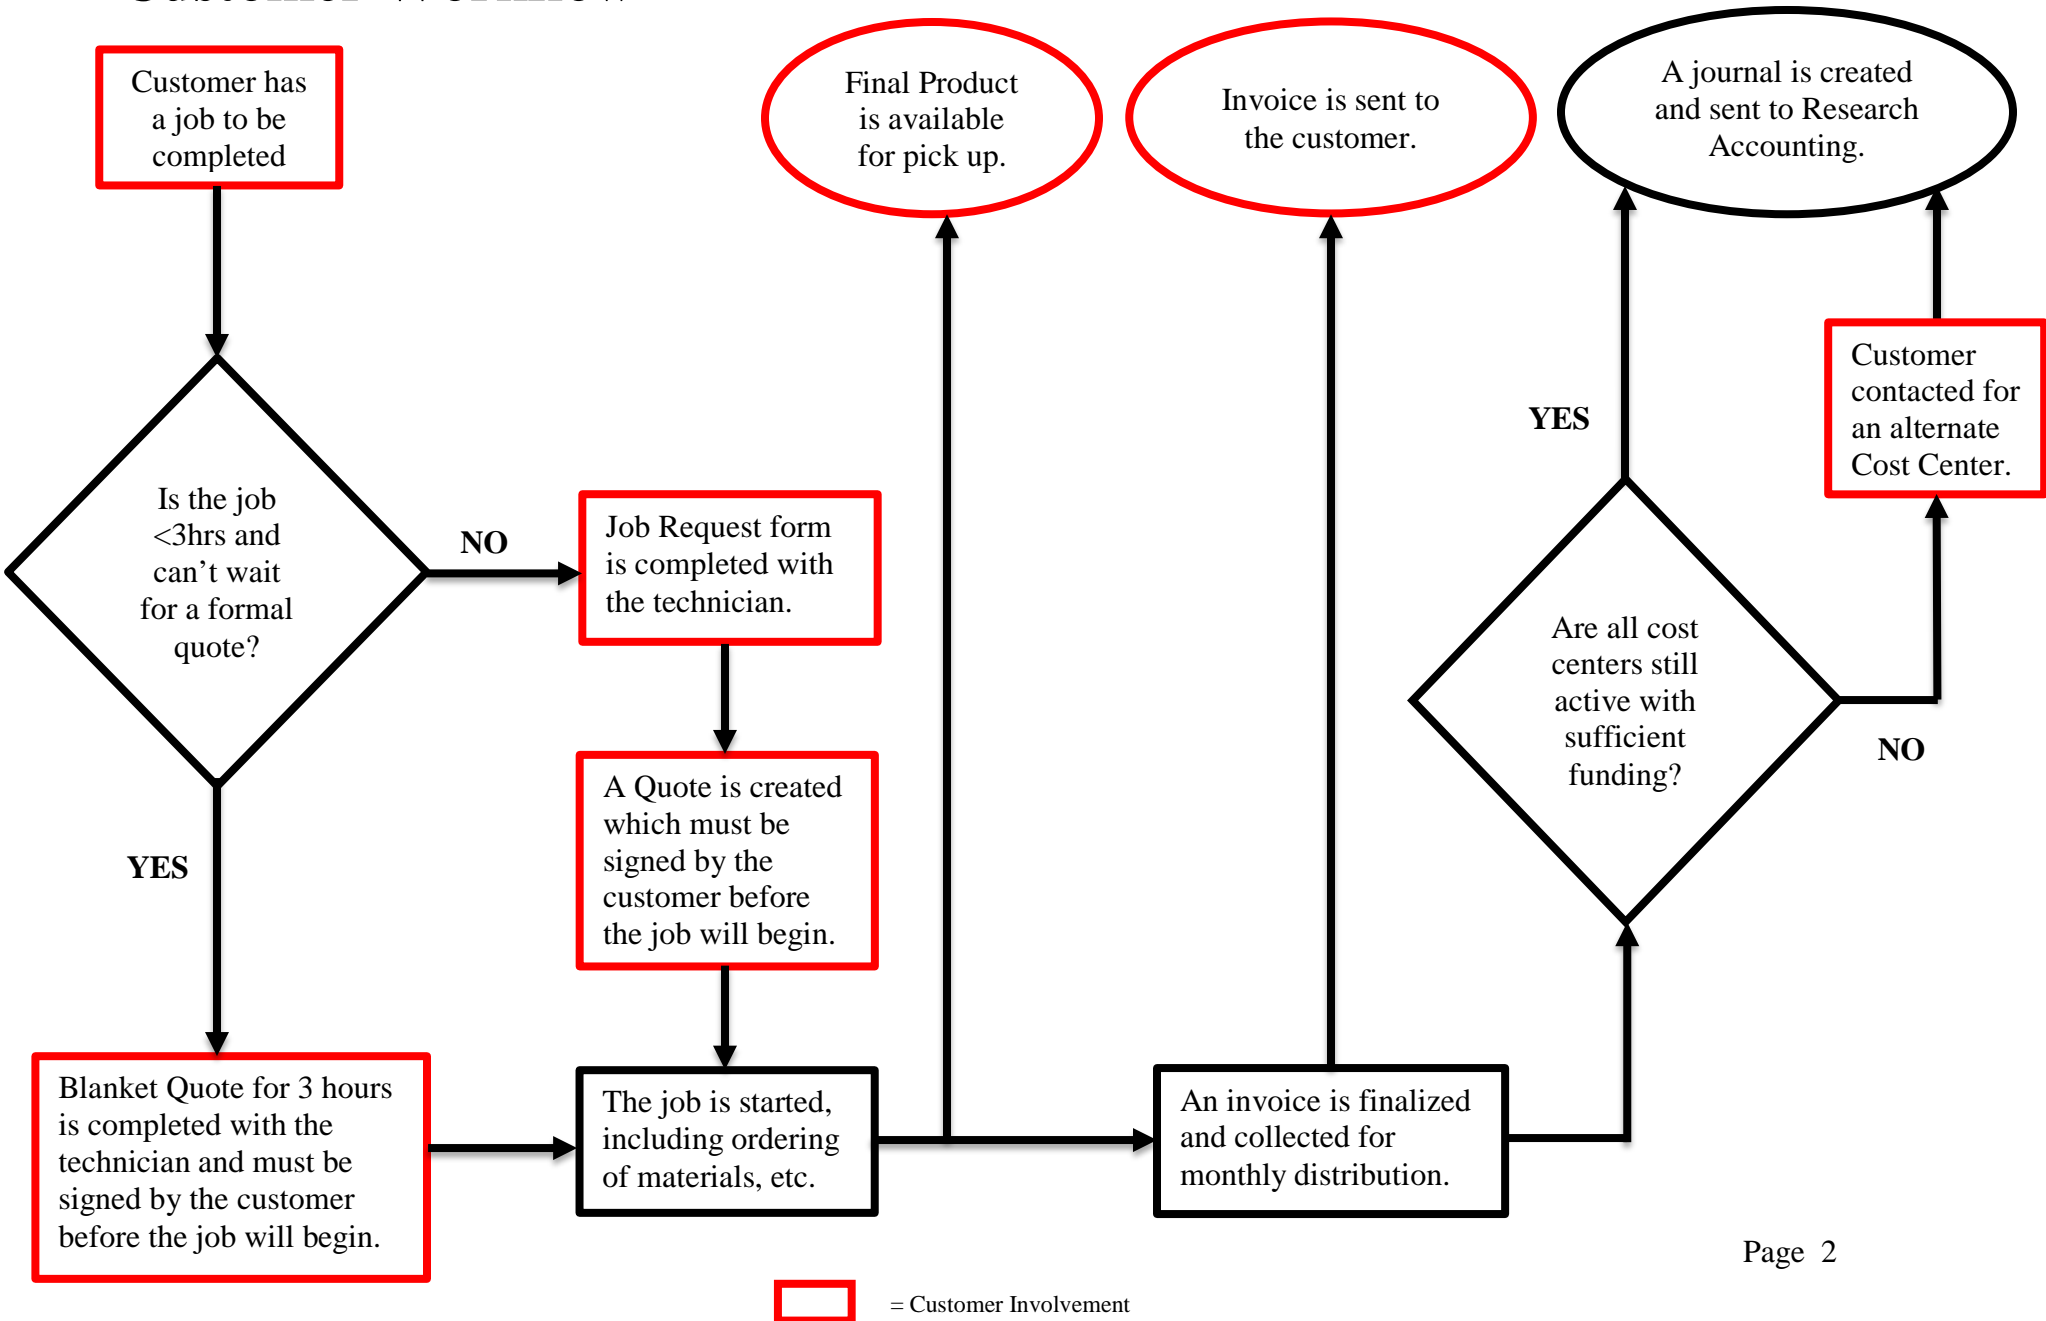 Customer Workflow
Customer has
a job to be
completed
Final Product
is available
for pick up.
Invoice is sent to
the customer.
A journal is created
and sent to Research
Accounting.
Is the job
<3hrs and
can’t wait
for a formal
quote?
NO
Job Request form
is completed with
the technician.
YES
A Quote is created
which must be
signed by the
customer before
the job will begin.
Blanket Quote for 3 hours
is completed with the
technician and must be
signed by the customer
before the job will begin.
The job is started,
including ordering
of materials, etc.
An invoice is finalized
and collected for
monthly distribution.
Are all cost
centers still
active with
sufficient
funding?
YES
NO
Customer
contacted for
an alternate
Cost Center.
Page 2
= Customer Involvement